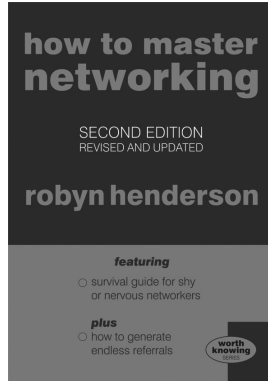 how to master
networking
SECOND EDITION
REVISED AND UPDATED
robyn henderson
featuring
survival guide for shy
or nervous networkers
plus
how to generate
endless referrals
worth
knowing
SERIES